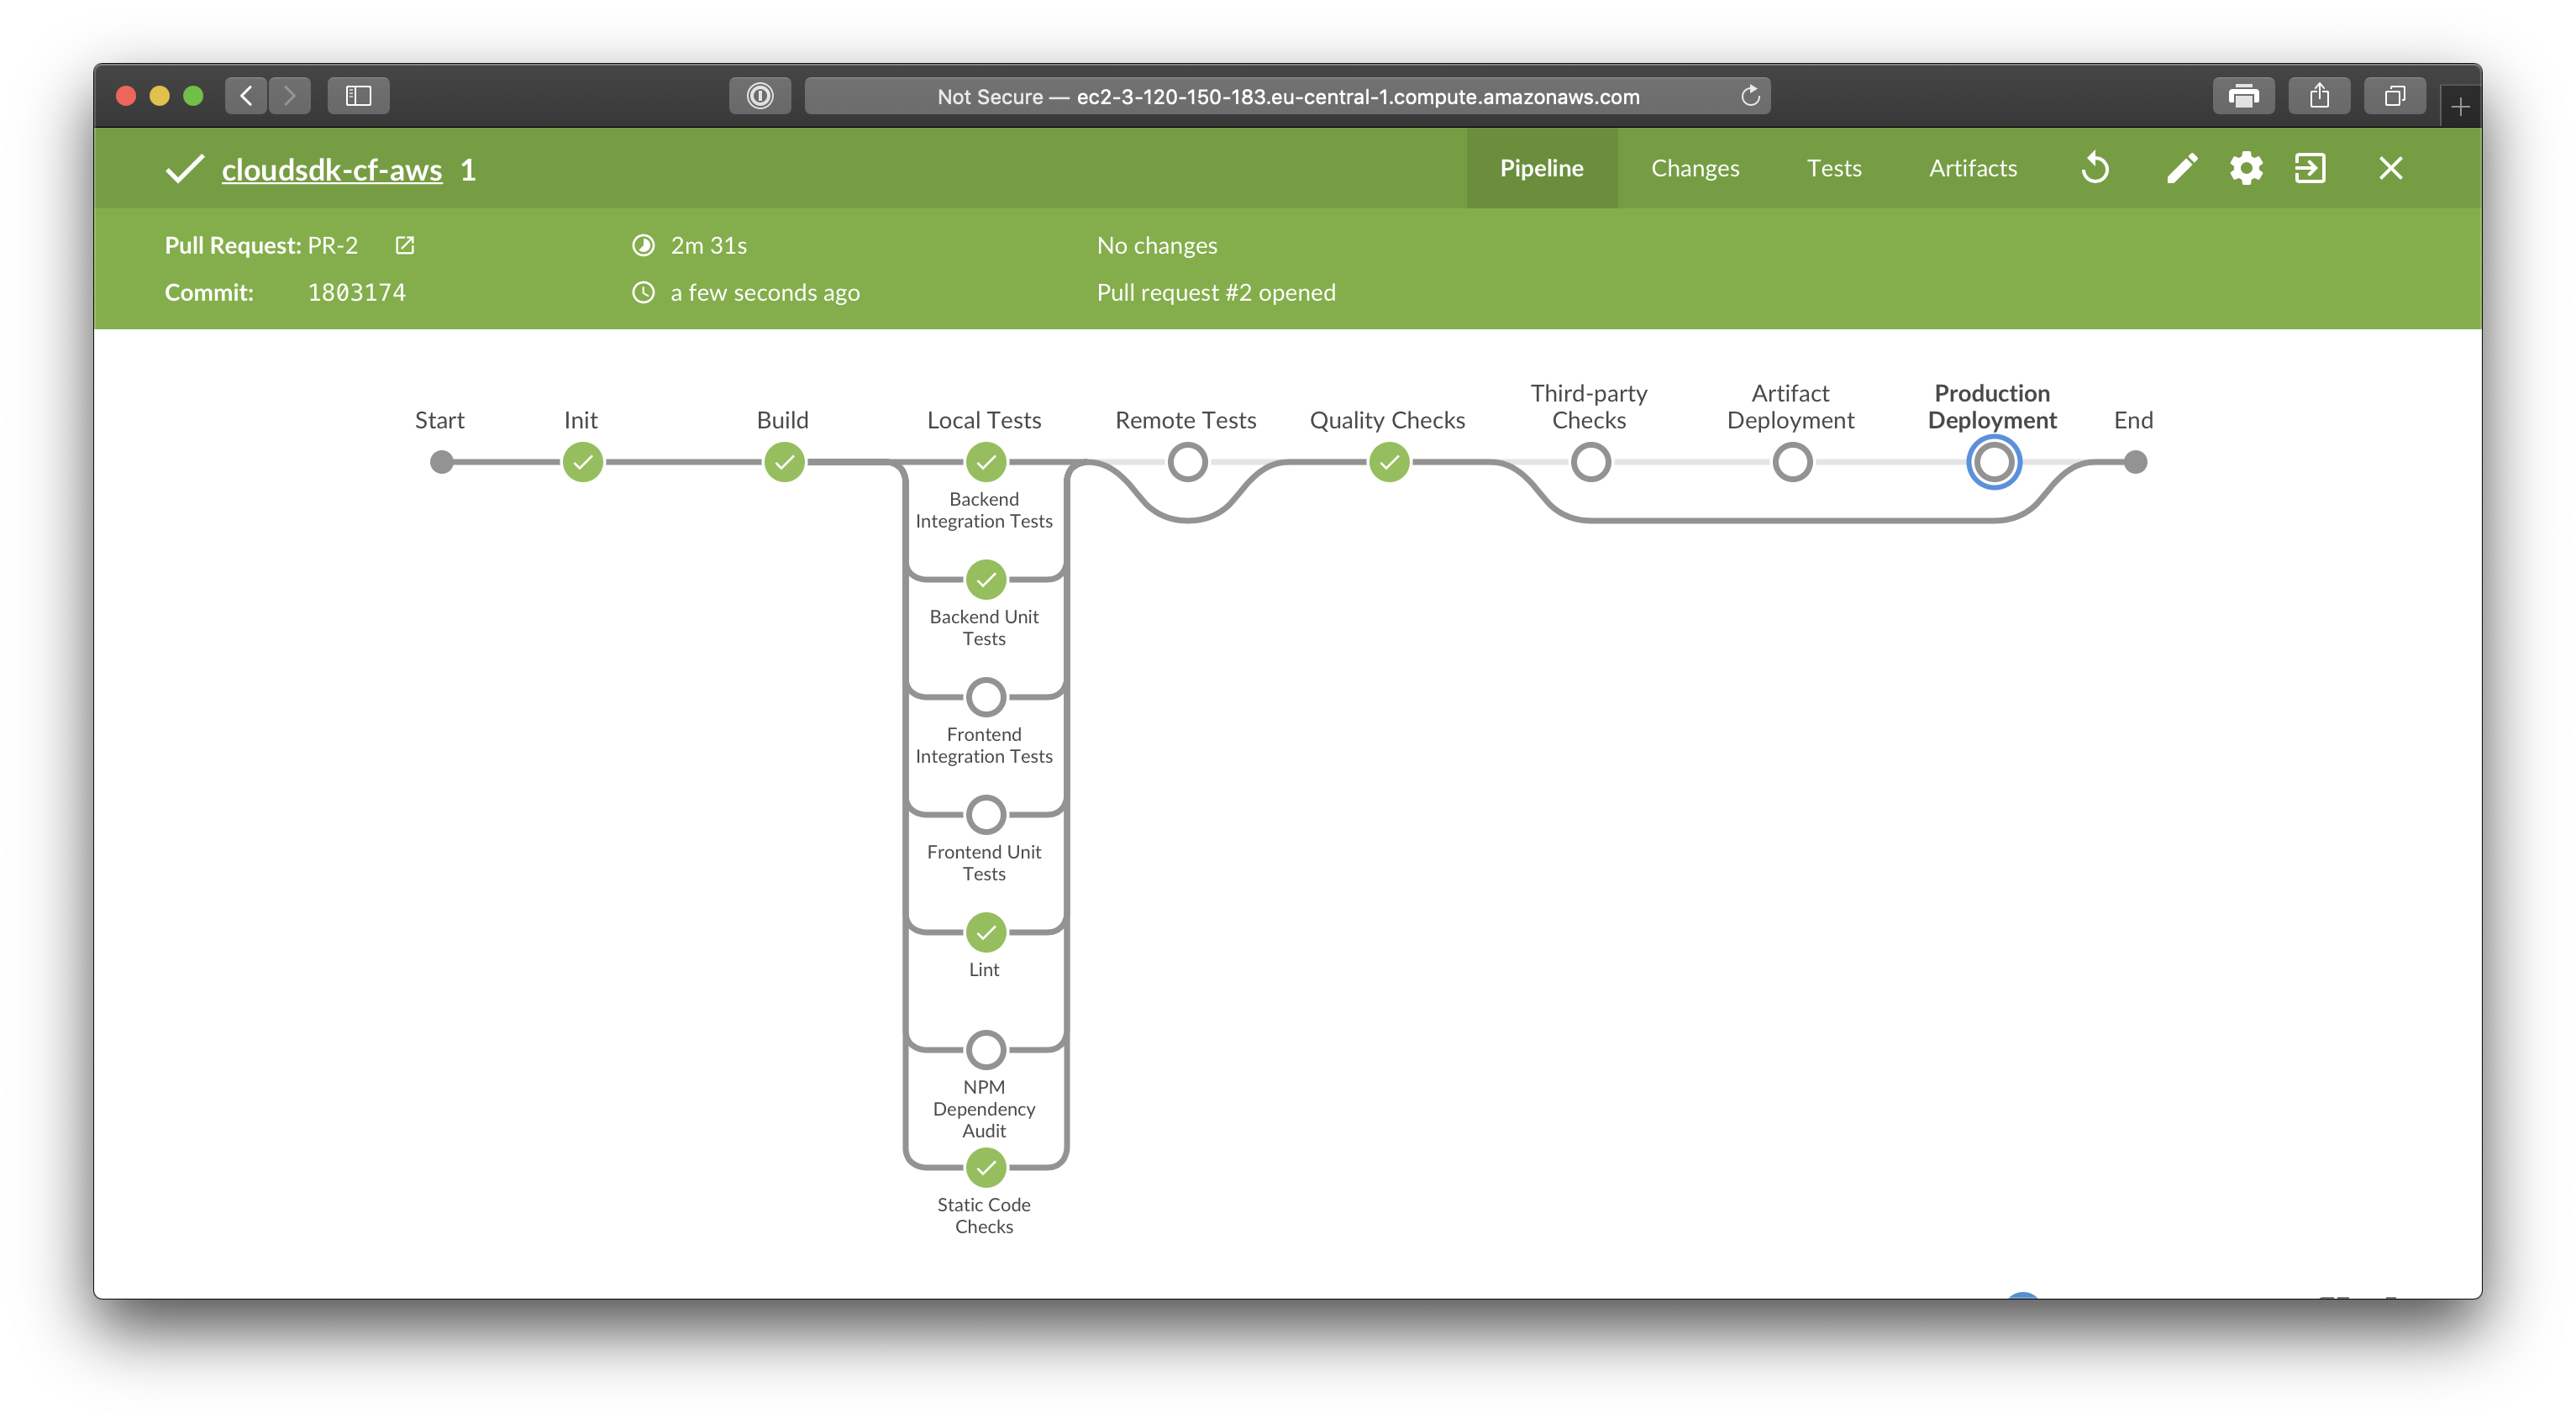 Not Secure — ec2-3-120-150-183.eu-central-1.compute.amazonaws.com
cloudsdk-cf-aws 1
Pipeline Changes Tests Artifacts
Pull Request: PR-2
2m 31s
No changes
Commit: 1803174
a few seconds ago
Pull request #2 opened
Start
Init
Build
Local Tests
Remote Tests
Quality Checks
Third-party
Checks
Artifact
Deployment
Production
Deployment
End
Backend
Integration Tests
Backend Unit
Tests
Frontend
Integration Tests
Frontend Unit
Tests
Lint
NPM
Dependency
Audit
Static Code
Checks